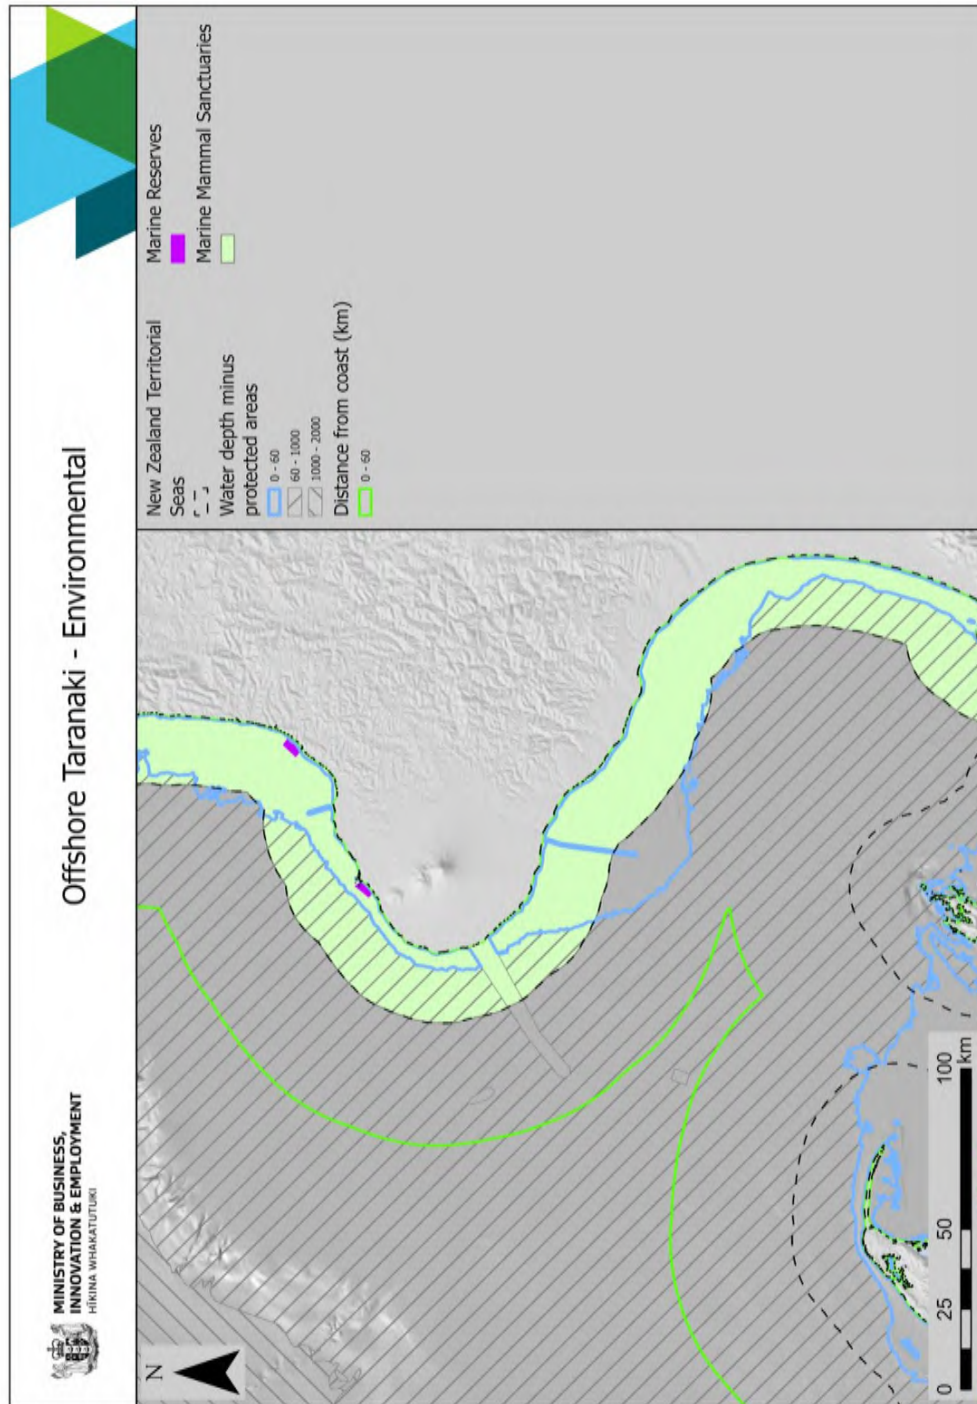 MINISTRY OF BUSINESS,
INNOVATION & EMPLOYMENT
HĪKINA WHAKATUTUKI
Offshore Taranaki - Environmental
N
New Zealand Territorial
Seas
Water depth minus
protected areas
0 - 60
60 - 1000
1000 - 2000
Distance from coast (km)
0 - 60
Marine Reserves
Marine Mammal Sanctuaries
0 25 50 100
km